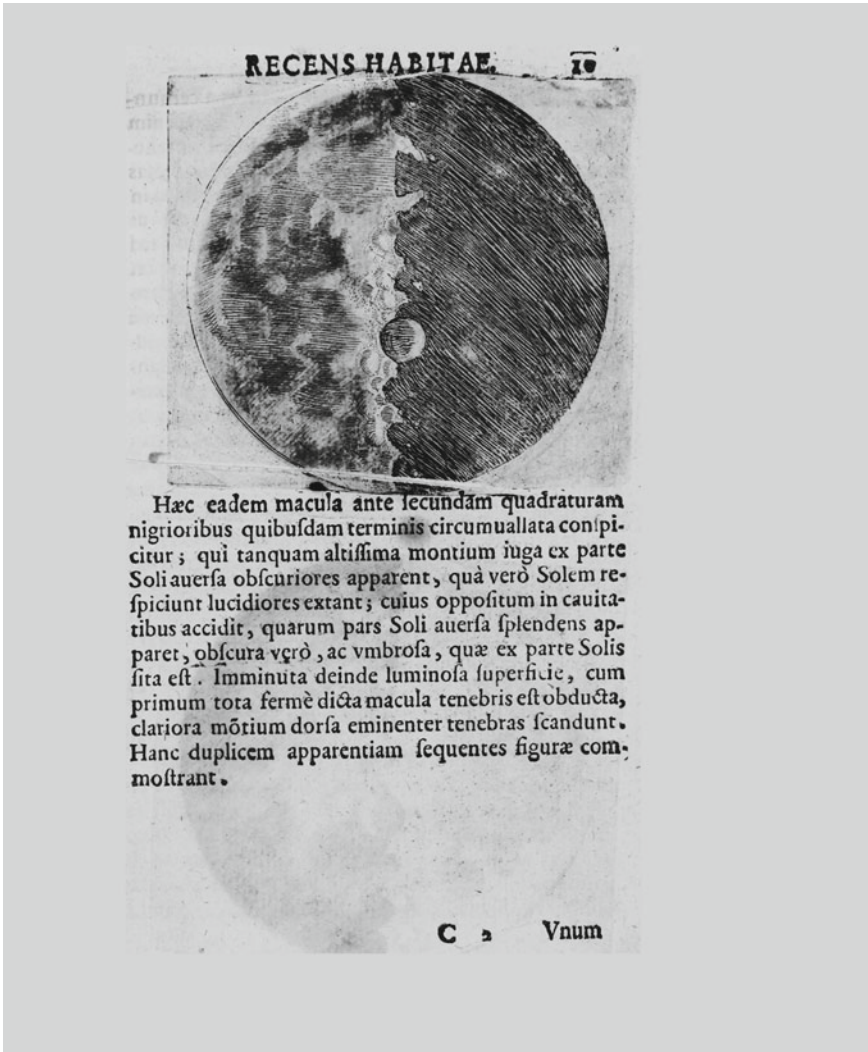 RECENS HABITAE. 10
Hæc eadem macula ante ſecundam quadraturam
nigrioribus quibuſdam terminis circumuallata conſpi-
citur; qui tanquam altiſſima montium iuga ex parte
Soli auerſa obſcuriores apparent, quà verò Solem re-
ſpiciunt lucidiores extant; cuius oppoſitum in cauita-
tibus accidit, quarum pars Soli auerſa ſplendens ap-
paret, obſcura verò, ac vmbroſa, quæ ex parte Solis
ſita eſt. Imminuta deinde luminoſa ſuperficie, cum
primum tota fermè dicta macula tenebris eſt obducta,
clariora mõtium dorſa eminenter tenebras ſcandunt.
Hanc duplicem apparentiam ſequentes figuræ com-
moſtrant.
C 2 Vnum